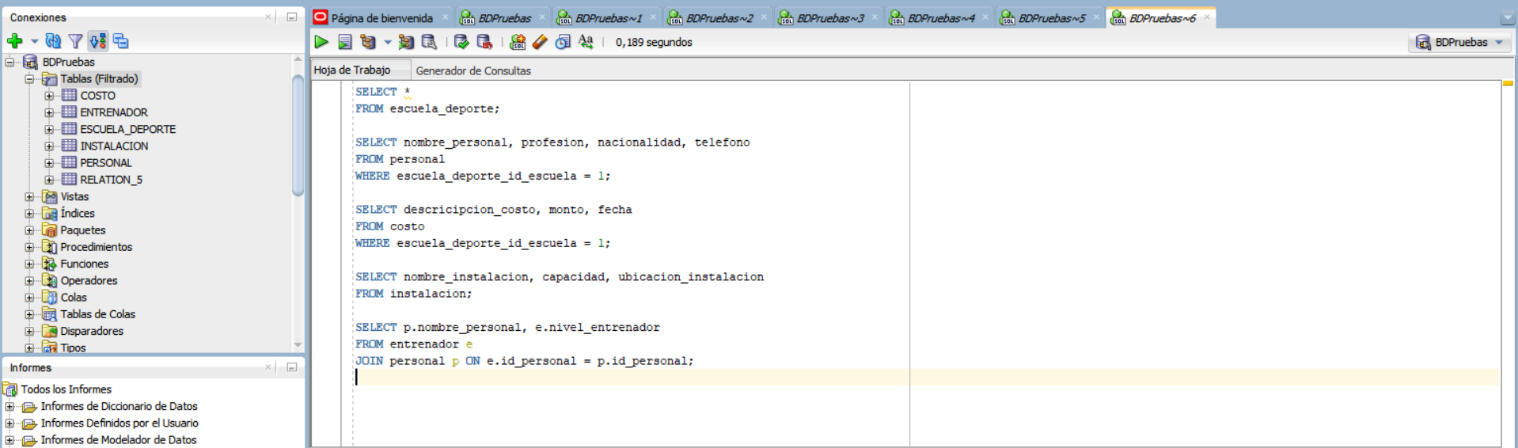 Conexiones
Página de bienvenida
BDPruebas
BDPruebas~1
BDPruebas~2
BDPruebas~3
BDPruebas~4
BDPruebas~5
BDPruebas~6
0,189 segundos
BDPruebas
BDPruebas
Tablas (Filtrado)
COSTO
ENTRENADOR
ESCUELA_DEPORTE
INSTALACION
PERSONAL
RELATION_5
Vistas
Índices
Paquetes
Procedimientos
Funciones
Operadores
Colas
Tablas de Colas
Disparadores
Tipos
Informes
Todos los Informes
Informes de Diccionario de Datos
Informes Definidos por el Usuario
Informes de Modelador de Datos
Hoja de Trabajo
Generador de Consultas
SELECT *
FROM escuela_deporte;
SELECT nombre_personal, profesion, nacionalidad, telefono
FROM personal
WHERE escuela_deporte_id_escuela = 1;
SELECT descricipcion_costo, monto, fecha
FROM costo
WHERE escuela_deporte_id_escuela = 1;
SELECT nombre_instalacion, capacidad, ubicacion_instalacion
FROM instalacion;
SELECT p.nombre_personal, e.nivel_entrenador
FROM entrenador e
JOIN personal p ON e.id_personal = p.id_personal;